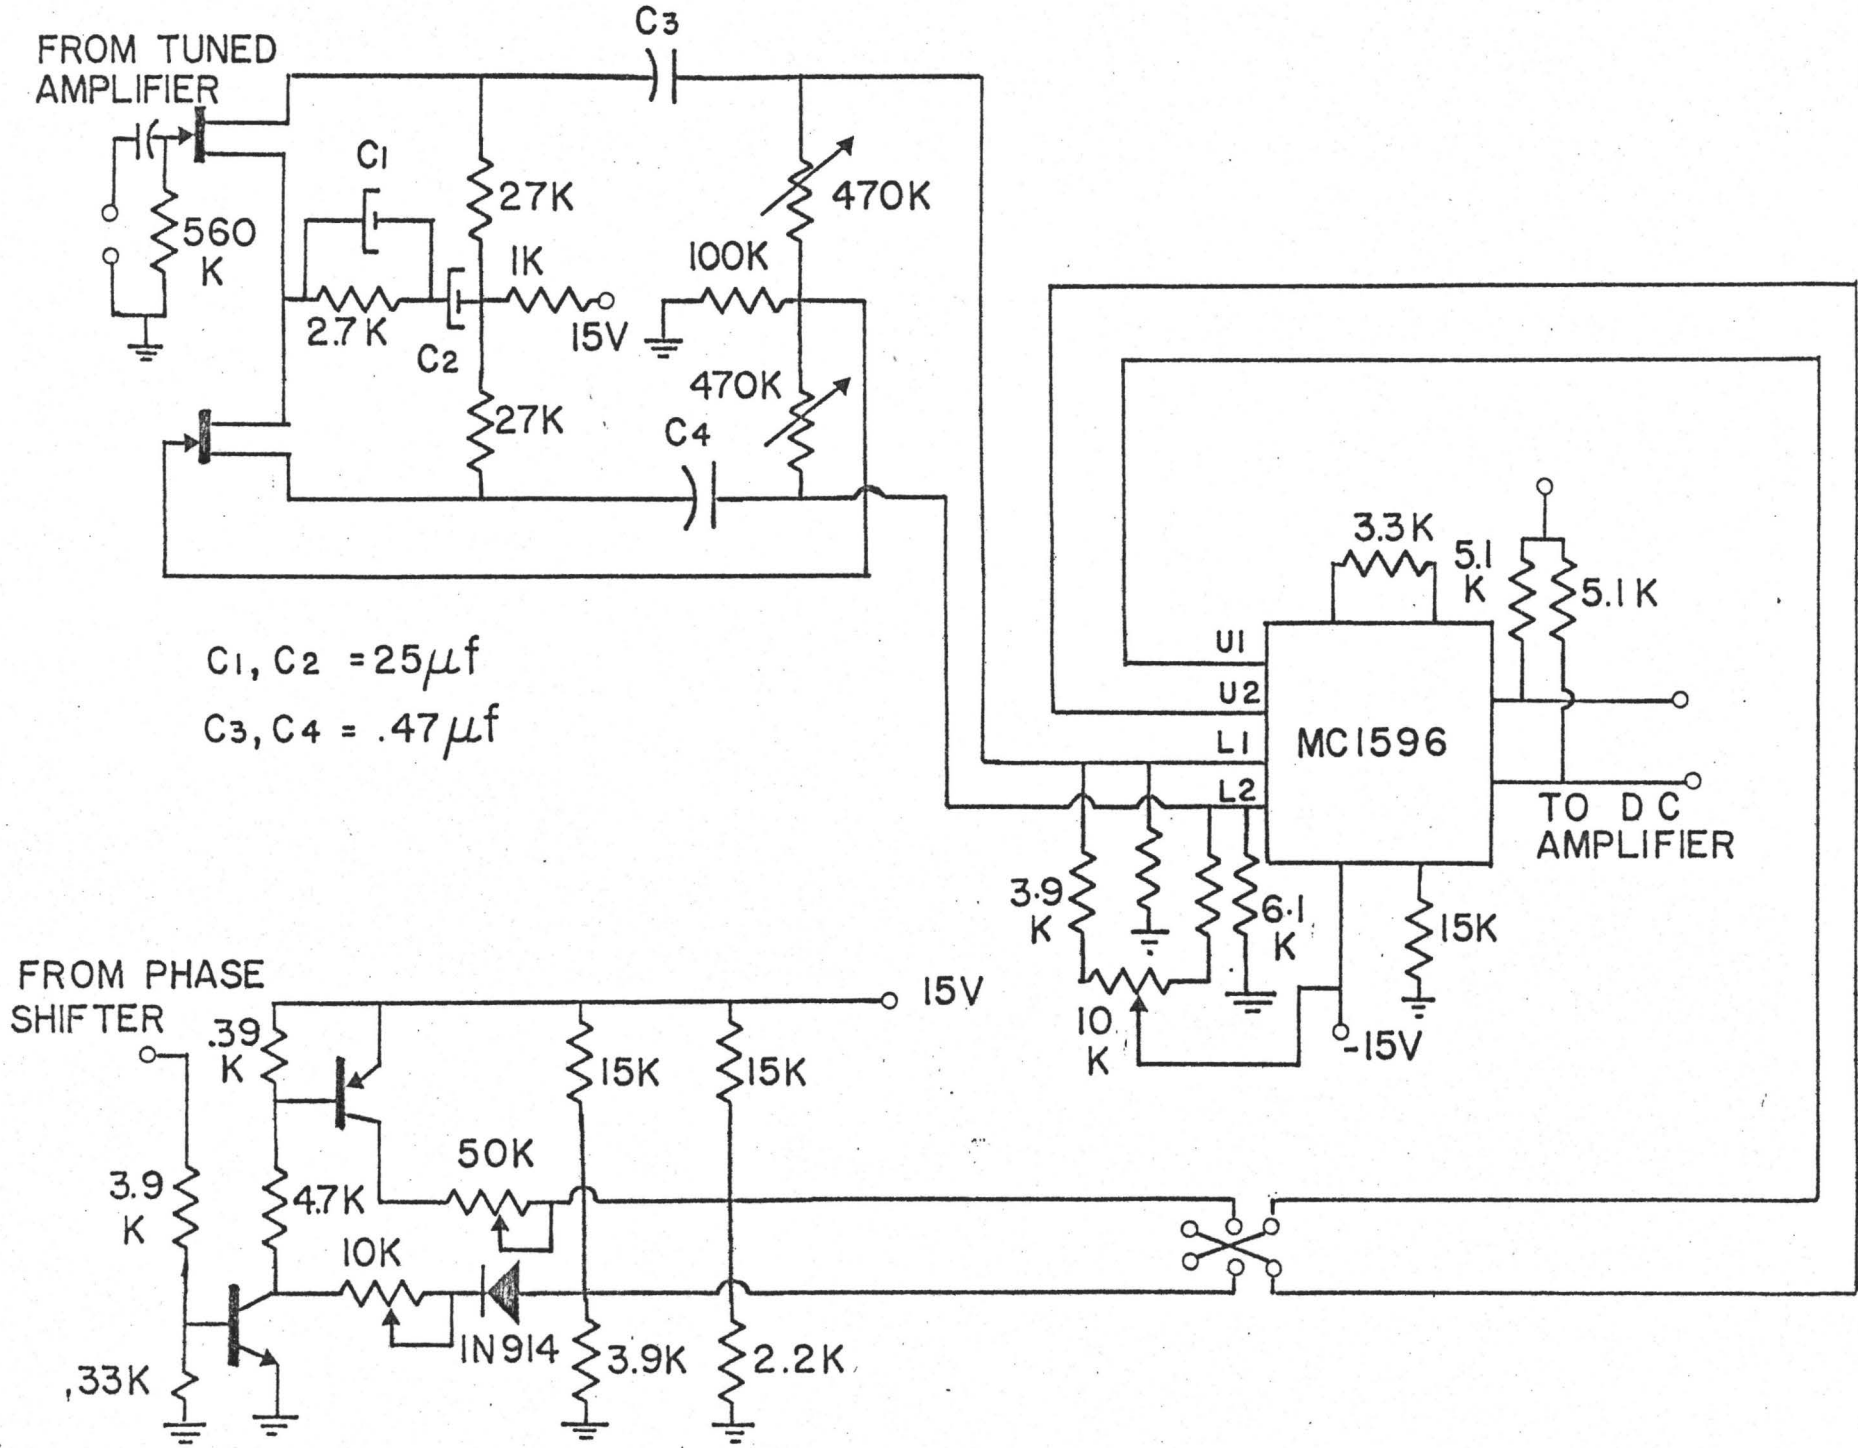 C3
FROM TUNED
AMPLIFIER
C1
27K
470K
560
K
1K
100K
2.7K
15V
C2
470K
27K
C4
3.3K
5.1
K
5.1K
C1, C2 = 25μf
C3, C4 = .47μf
U1
U2
L1
L2
MC1596
TO DC
AMPLIFIER
3.9
K
6.1
K
15K
10
K
-15V
FROM PHASE
SHIFTER
15V
.39
K
15K
15K
3.9
K
4.7K
50K
10K
IN914
3.9K
2.2K
.33K